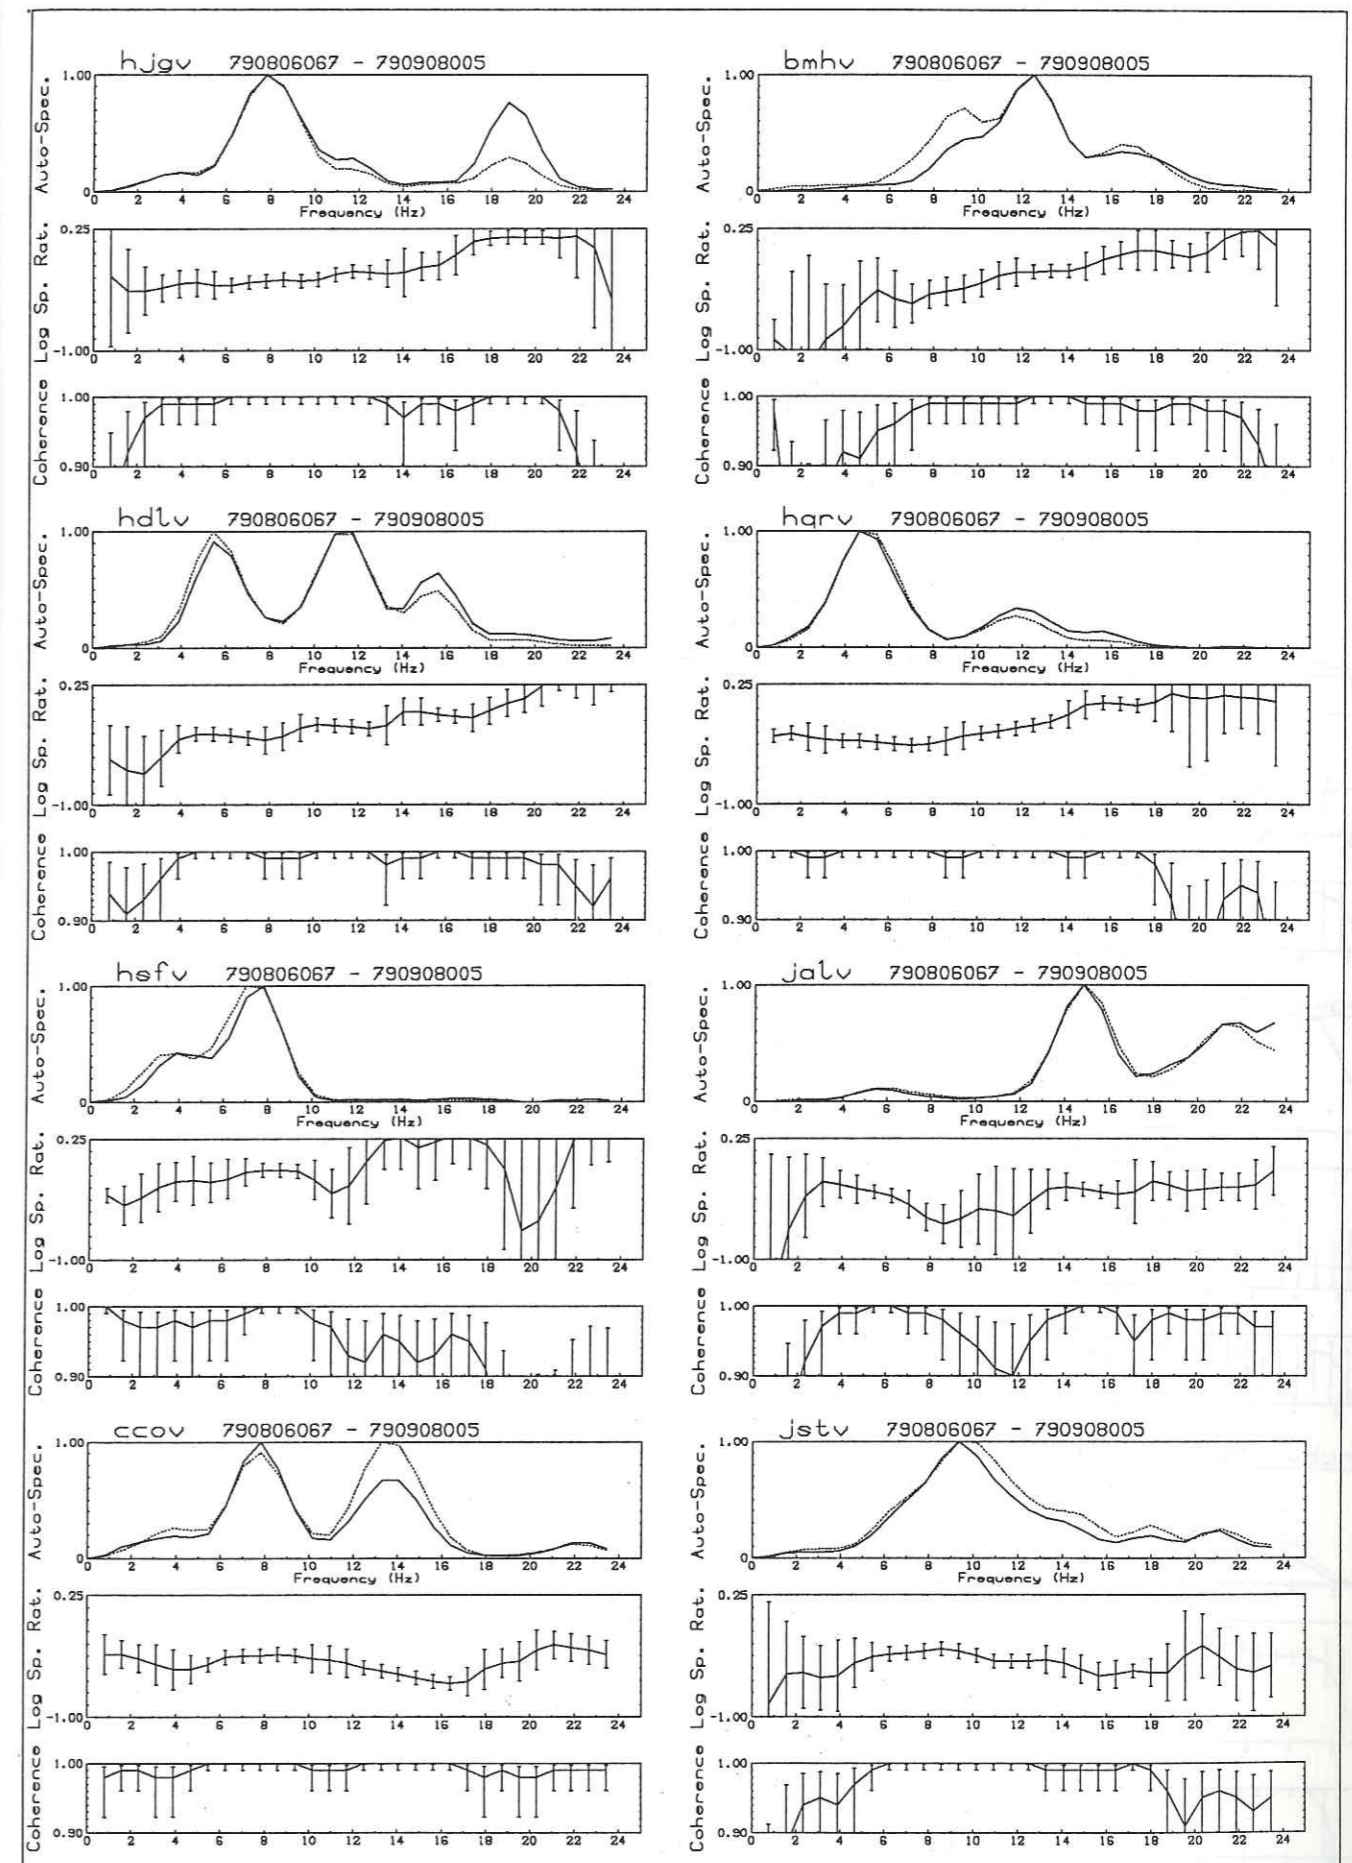 hjgv 790806067 - 790908005
Auto-Spec.
1.00
0 2 4 6 8 10 12 14 16 18 20 22 24
Frequency (Hz)
Log Sp. Rat.
0.25
-1.00
0 2 4 6 8 10 12 14 16 18 20 22 24
Coherence
1.00
0.90
0 2 4 6 8 10 12 14 16 18 20 22 24
bmhv 790806067 - 790908005
Auto-Spec.
1.00
0 2 4 6 8 10 12 14 16 18 20 22 24
Frequency (Hz)
Log Sp. Rat.
0.25
-1.00
0 2 4 6 8 10 12 14 16 18 20 22 24
Coherence
1.00
0.90
0 2 4 6 8 10 12 14 16 18 20 22 24
hdlv 790806067 - 790908005
Auto-Spec.
1.00
0 2 4 6 8 10 12 14 16 18 20 22 24
Frequency (Hz)
Log Sp. Rat.
0.25
-1.00
0 2 4 6 8 10 12 14 16 18 20 22 24
Coherence
1.00
0.90
0 2 4 6 8 10 12 14 16 18 20 22 24
hqrv 790806067 - 790908005
Auto-Spec.
1.00
0 2 4 6 8 10 12 14 16 18 20 22 24
Frequency (Hz)
Log Sp. Rat.
0.25
-1.00
0 2 4 6 8 10 12 14 16 18 20 22 24
Coherence
1.00
0.90
0 2 4 6 8 10 12 14 16 18 20 22 24
hsfv 790806067 - 790908005
Auto-Spec.
1.00
0 2 4 6 8 10 12 14 16 18 20 22 24
Frequency (Hz)
Log Sp. Rat.
0.25
-1.00
0 2 4 6 8 10 12 14 16 18 20 22 24
Coherence
1.00
0.90
0 2 4 6 8 10 12 14 16 18 20 22 24
jalv 790806067 - 790908005
Auto-Spec.
1.00
0 2 4 6 8 10 12 14 16 18 20 22 24
Frequency (Hz)
Log Sp. Rat.
0.25
-1.00
0 2 4 6 8 10 12 14 16 18 20 22 24
Coherence
1.00
0.90
0 2 4 6 8 10 12 14 16 18 20 22 24
ccov 790806067 - 790908005
Auto-Spec.
1.00
0 2 4 6 8 10 12 14 16 18 20 22 24
Frequency (Hz)
Log Sp. Rat.
0.25
-1.00
0 2 4 6 8 10 12 14 16 18 20 22 24
Coherence
1.00
0.90
0 2 4 6 8 10 12 14 16 18 20 22 24
jstv 790806067 - 790908005
Auto-Spec.
1.00
0 2 4 6 8 10 12 14 16 18 20 22 24
Frequency (Hz)
Log Sp. Rat.
0.25
-1.00
0 2 4 6 8 10 12 14 16 18 20 22 24
Coherence
1.00
0.90
0 2 4 6 8 10 12 14 16 18 20 22 24